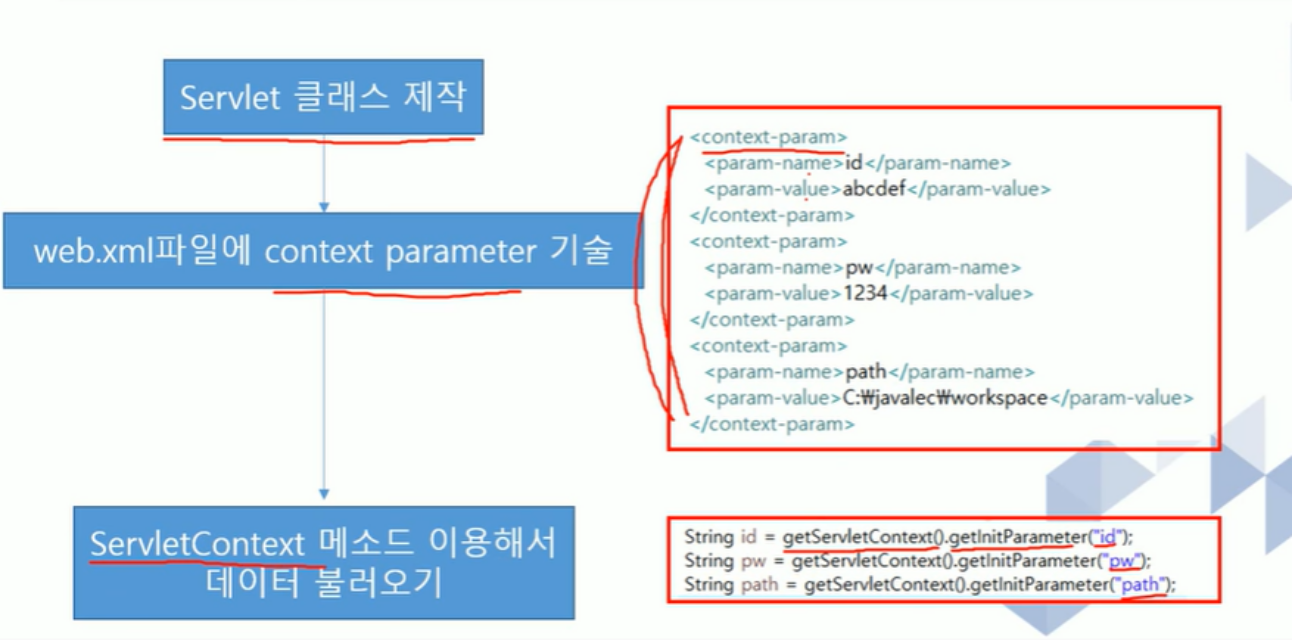 Servlet 클래스 제작
web.xml파일에 context parameter 기술
ServletContext 메소드 이용해서
데이터 불러오기
<context-param>
<param-name>id</param-name>
<param-value>abcdef</param-value>
</context-param>
<context-param>
<param-name>pw</param-name>
<param-value>1234</param-value>
</context-param>
<context-param>
<param-name>path</param-name>
<param-value>C:₩javalec₩workspace</param-value>
</context-param>
String id = getServletContext().getInitParameter("id");
String pw = getServletContext().getInitParameter("pw");
String path = getServletContext().getInitParameter("path");